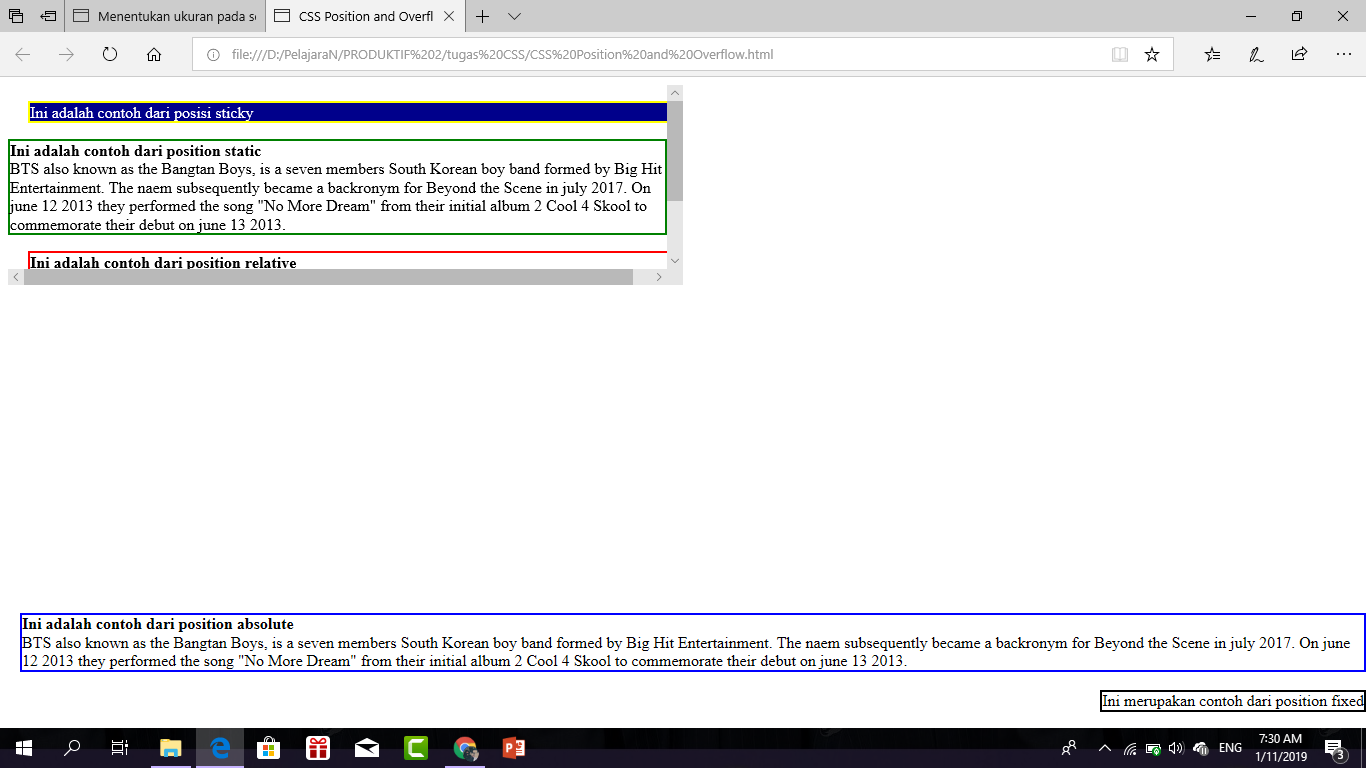 Menentukan ukuran pada se
CSS Position and Overfl
file:///D:/PelajaraN/PRODUKTIF%202/tugas%20CSS/CSS%20Position%20and%20Overflow.html
Ini adalah contoh dari posisi sticky
Ini adalah contoh dari position static
BTS also known as the Bangtan Boys, is a seven members South Korean boy band formed by Big Hit
Entertainment. The naem subsequently became a backronym for Beyond the Scene in july 2017. On
june 12 2013 they performed the song "No More Dream" from their initial album 2 Cool 4 Skool to
commemorate their debut on june 13 2013.
Ini adalah contoh dari position relative
Ini adalah contoh dari position absolute
BTS also known as the Bangtan Boys, is a seven members South Korean boy band formed by Big Hit Entertainment. The naem subsequently became a backronym for Beyond the Scene in july 2017. On june
12 2013 they performed the song "No More Dream" from their initial album 2 Cool 4 Skool to commemorate their debut on june 13 2013.
Ini merupakan contoh dari position fixed
ENG
7:30 AM
1/11/2019
3